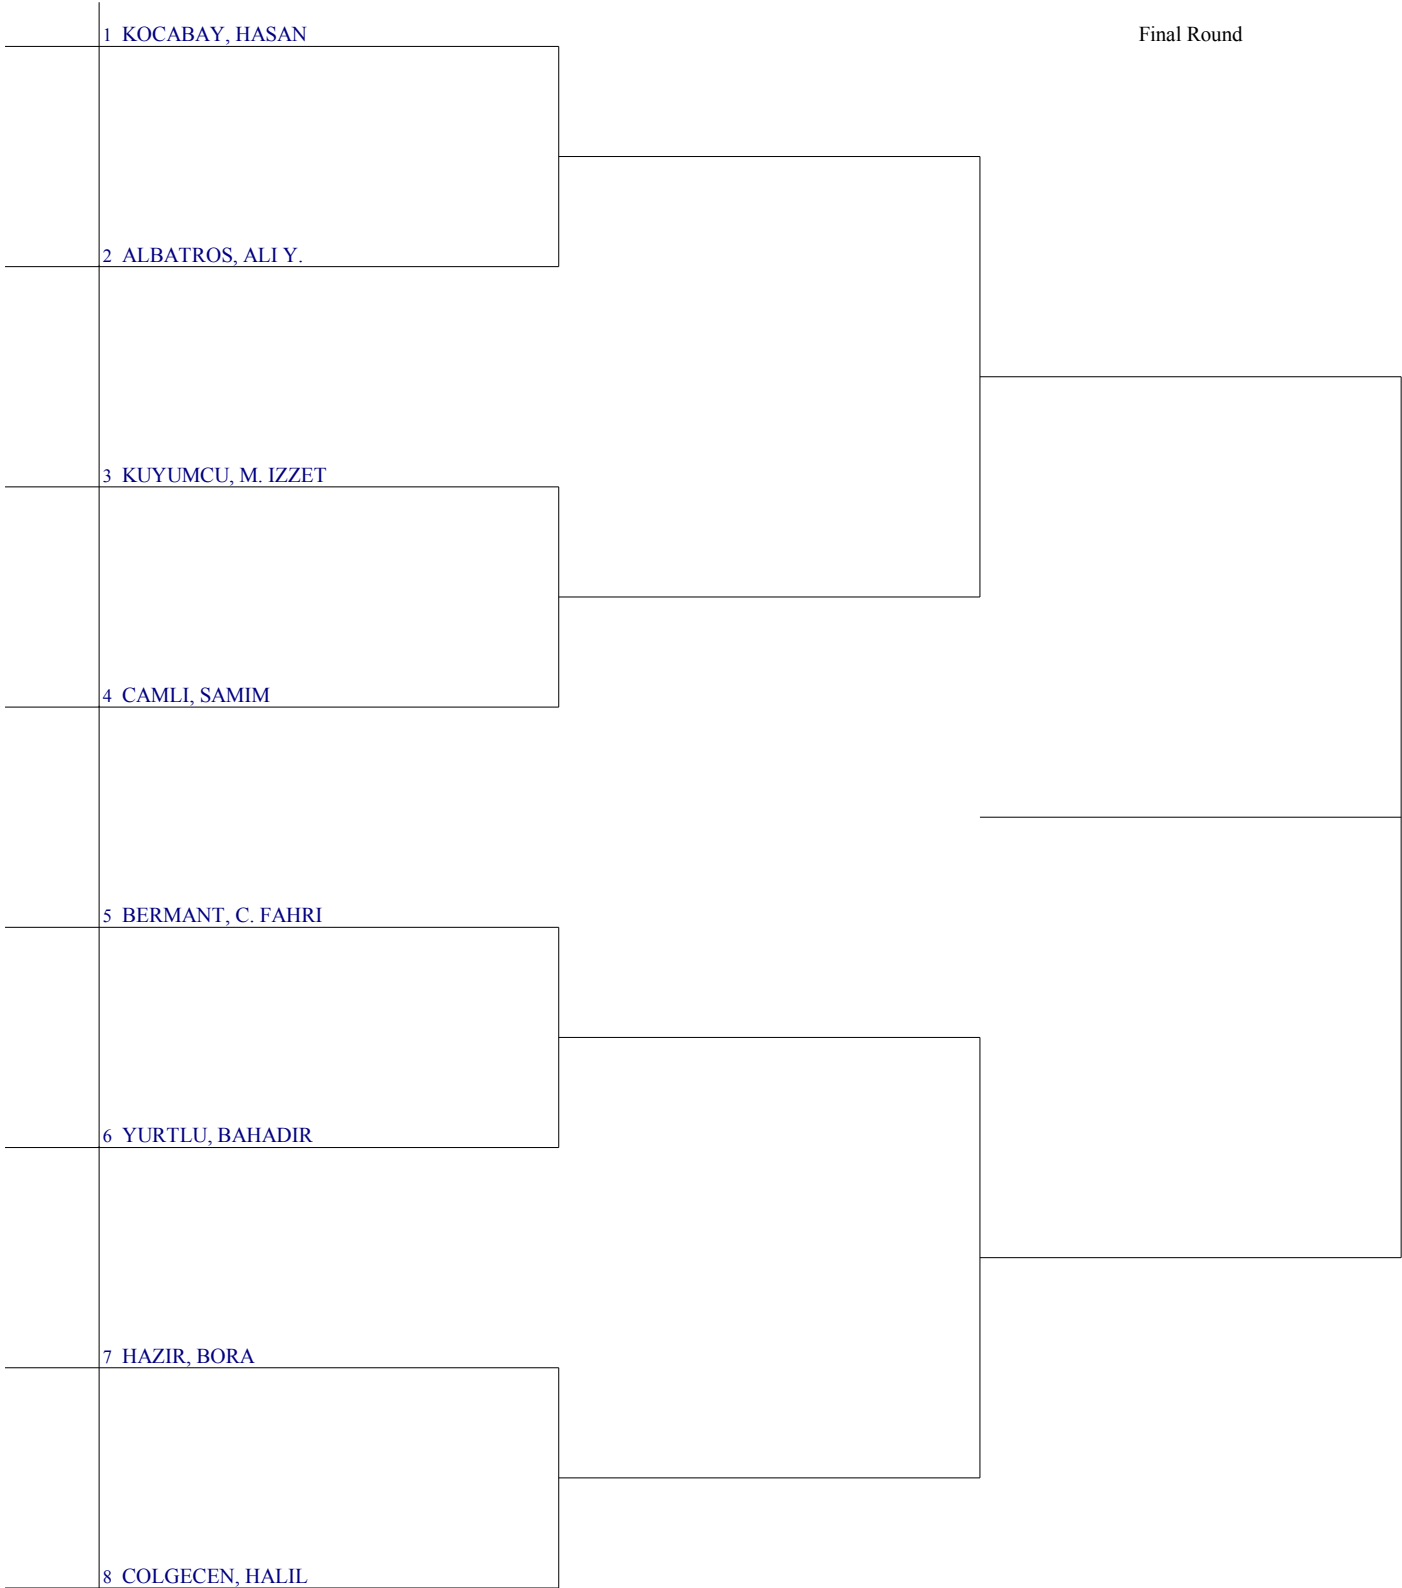 1 KOCABAY, HASAN
Final Round
2 ALBATROS, ALI Y.
3 KUYUMCU, M. IZZET
4 CAMLI, SAMIM
5 BERMANT, C. FAHRI
6 YURTLU, BAHADIR
7 HAZIR, BORA
8 COLGECEN, HALIL